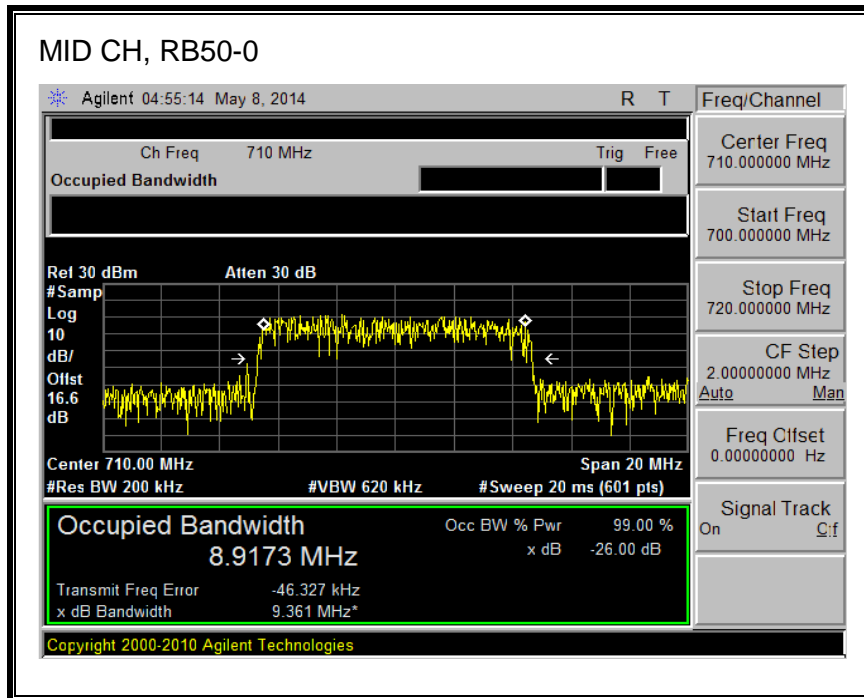 MID CH, RB50-0
Agilent 04:55:14 May 8, 2014 R T
Freq/Channel
Ch Freq 710 MHz Trig Free
Occupied Bandwidth
Center Freq
710.000000 MHz
Start Freq
700.000000 MHz
Stop Freq
720.000000 MHz
CF Step
2.00000000 MHz
Auto Man
Freq Offset
0.00000000 Hz
Signal Track
On Off
Ref 30 dBm Atten 30 dB
#Samp
Log
10
dB/
Offst
16.6
dB
Center 710.00 MHz Span 20 MHz
#Res BW 200 kHz #VBW 620 kHz #Sweep 20 ms (601 pts)
Occupied Bandwidth
8.9173 MHz
Occ BW % Pwr 99.00 %
x dB -26.00 dB
Transmit Freq Error -46.327 kHz
x dB Bandwidth 9.361 MHz*
Copyright 2000-2010 Agilent Technologies